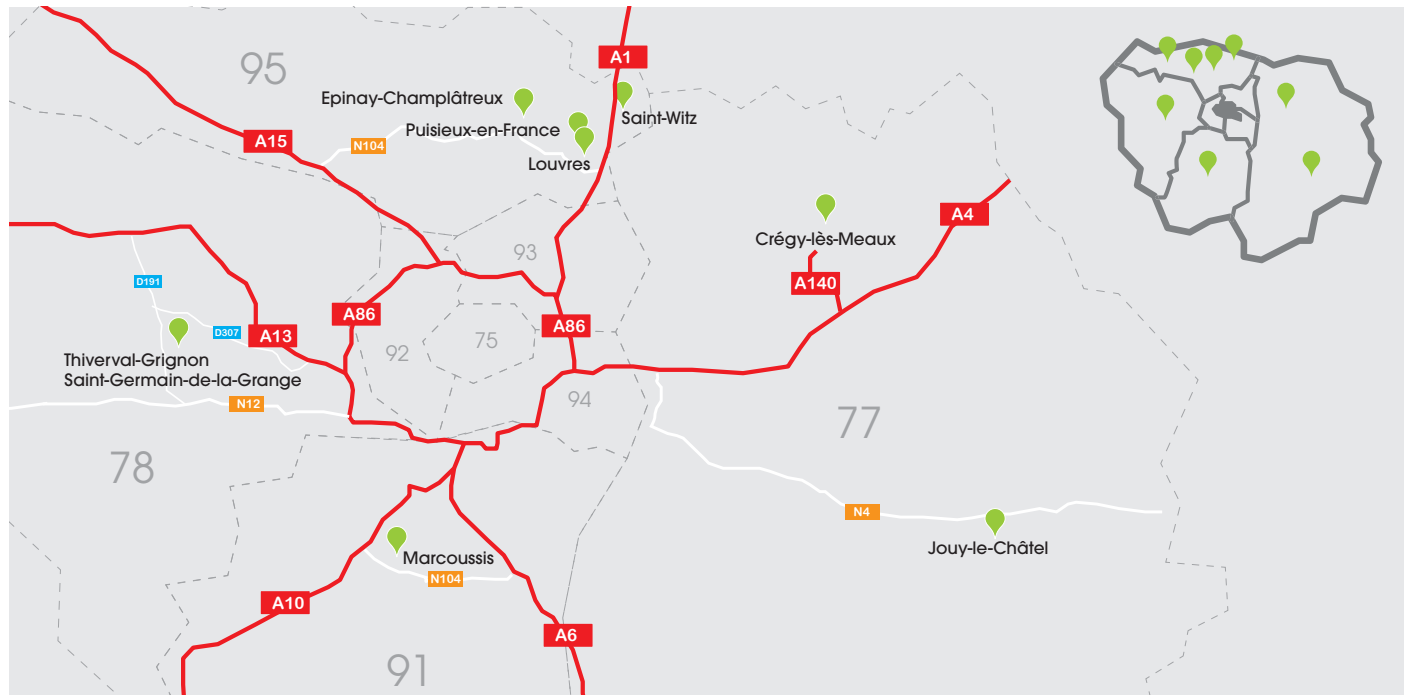 95
A1
Epinay-Champlâtreux
Saint-Witz
Puisieux-en-France
A15
N104
Louvres
A4
Crégy-lès-Meaux
93
D191
A140
A86
A86
D307
A13
75
92
Thiverval-Grignon
Saint-Germain-de-la-Grange
N12
94
77
78
N4
Jouy-le-Châtel
Marcoussis
N104
A10
A6
91